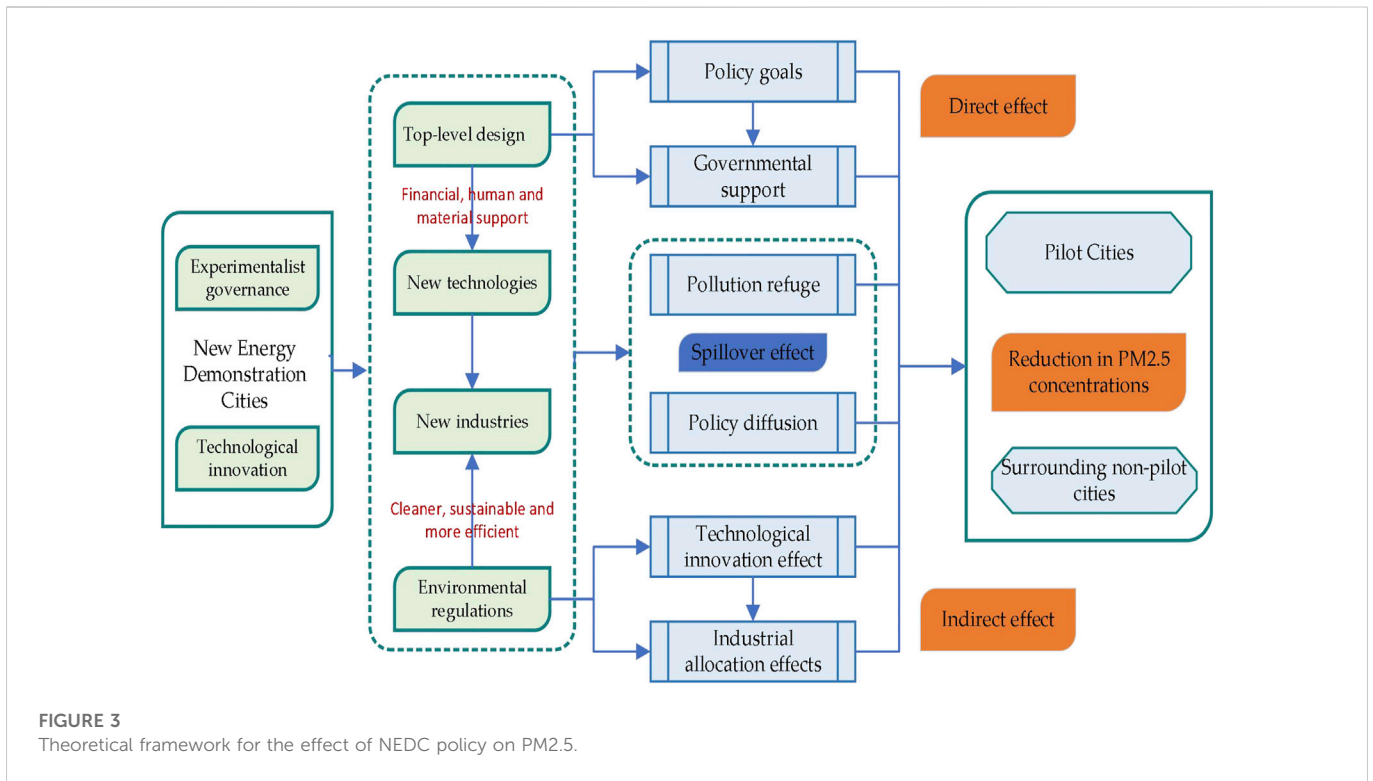 Experimentalist
governance
New Energy
Demonstration
Cities
Technological
innovation
Top-level design
Financial, human and
material support
New technologies
New industries
Cleaner, sustainable and
more efficient
Environmental
regulations
Policy goals
Governmental
support
Pollution refuge
Spillover effect
Policy diffusion
Technological
innovation effect
Industrial
allocation effects
Direct effect
Pilot Cities
Reduction in PM2.5
concentrations
Surrounding non-pilot
cities
Indirect effect
FIGURE 3
Theoretical framework for the effect of NEDC policy on PM2.5.